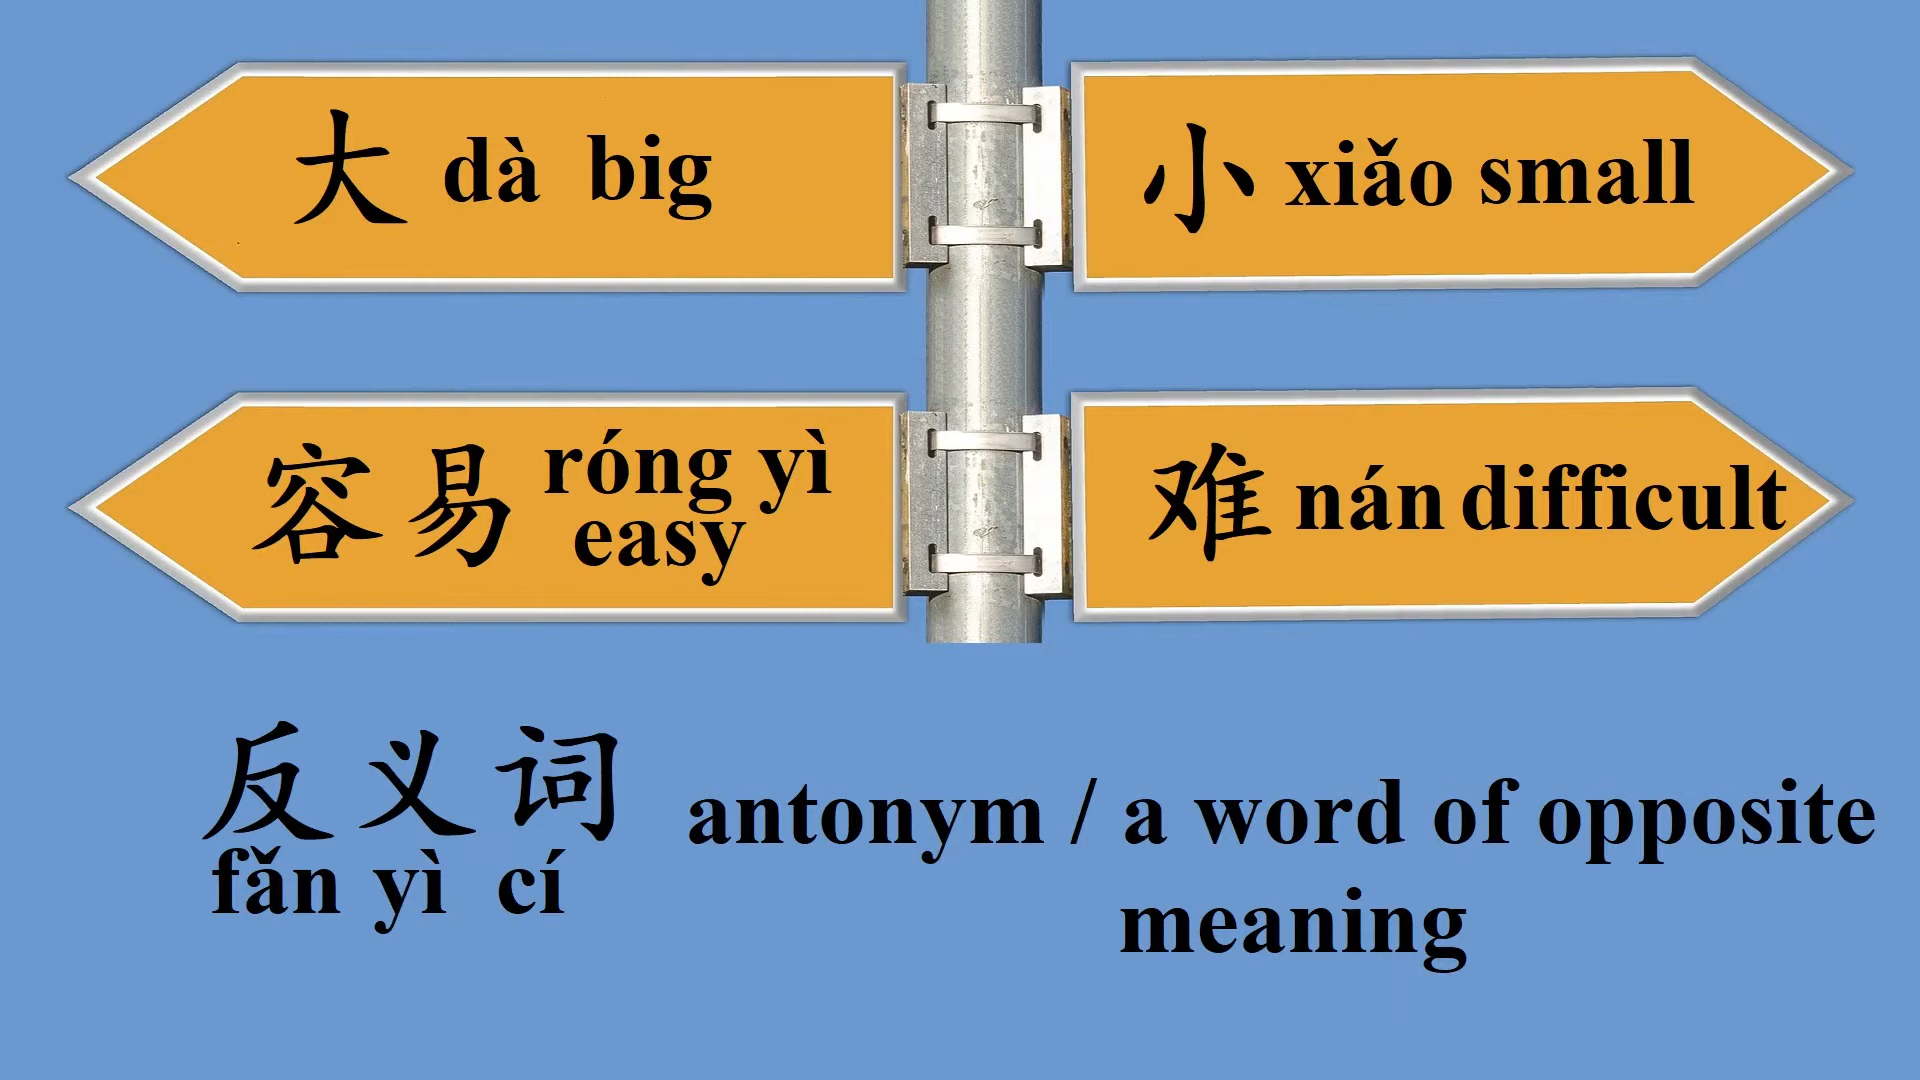 大 dà big
小 xiǎo small
容易 róng yì
easy
难 nán difficult
反义词 antonym / a word of opposite
fǎn yì cí
meaning